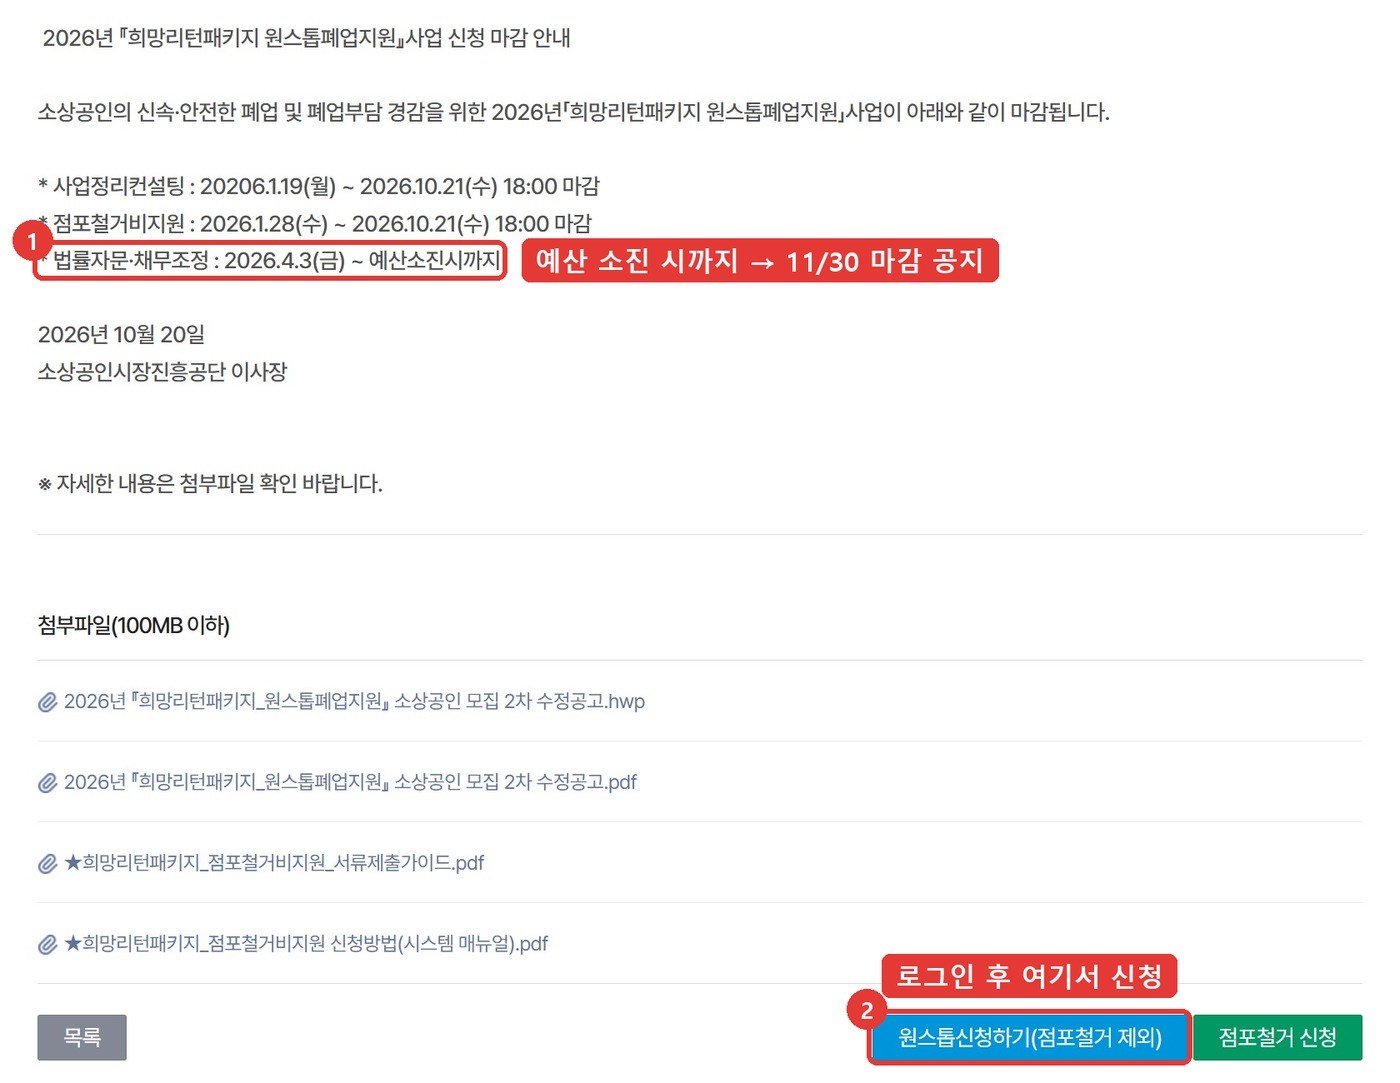 2026년 『희망리턴패키지 원스톱폐업지원』사업 신청 마감 안내
소상공인의 신속·안전한 폐업 및 폐업부담 경감을 위한 2026년「희망리턴패키지 원스톱폐업지원」사업이 아래와 같이 마감됩니다.
* 사업정리컨설팅 : 20206.1.19(월) ~ 2026.10.21(수) 18:00 마감
* 점포철거비지원 : 2026.1.28(수) ~ 2026.10.21(수) 18:00 마감
1
* 법률자문·채무조정 : 2026.4.3(금) ~ 예산소진시까지
예산 소진 시까지 → 11/30 마감 공지
2026년 10월 20일
소상공인시장진흥공단 이사장
※ 자세한 내용은 첨부파일 확인 바랍니다.
첨부파일(100MB 이하)
2026년 『희망리턴패키지_원스톱폐업지원』 소상공인 모집 2차 수정공고.hwp
2026년 『희망리턴패키지_원스톱폐업지원』 소상공인 모집 2차 수정공고.pdf
★희망리턴패키지_점포철거비지원_서류제출가이드.pdf
★희망리턴패키지_점포철거비지원 신청방법(시스템 매뉴얼).pdf
로그인 후 여기서 신청
2
목록
원스톱신청하기(점포철거 제외)
점포철거 신청